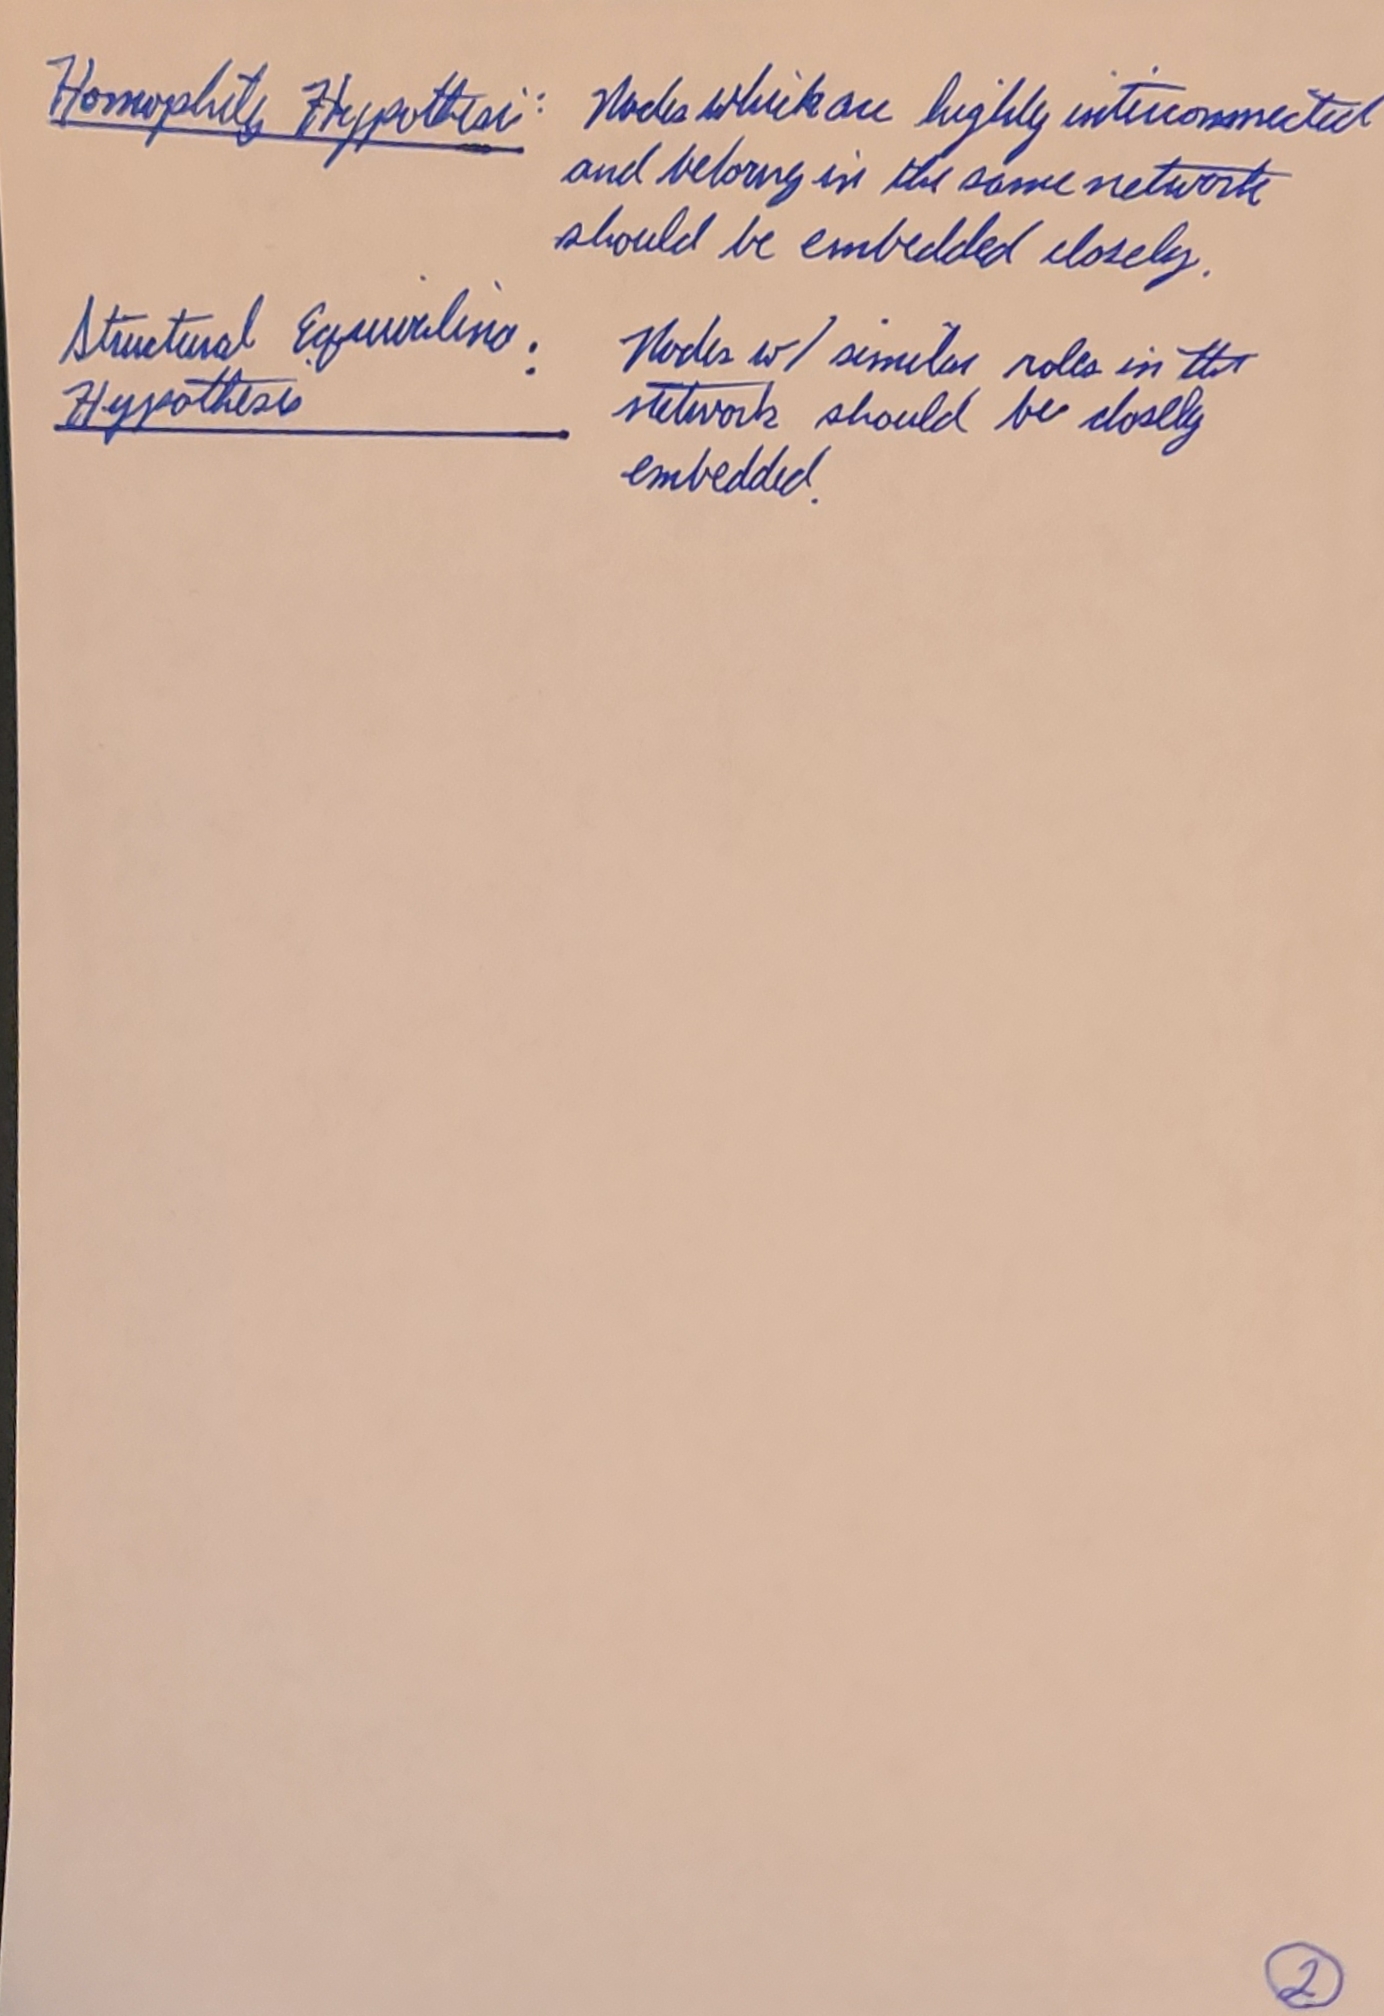 Homophily Hypothesis: Nodes which are highly interconnected
and belong in the same network
should be embedded closely.
Structural Equivalence: Nodes w/ similar roles in the
Hypothesis network should be closely
embedded.
2